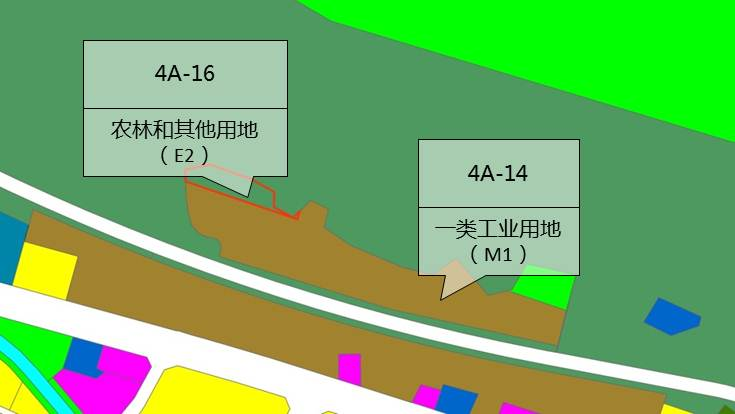 4A-16
农林和其他用地
（E2）
4A-14
一类工业用地
（M1）